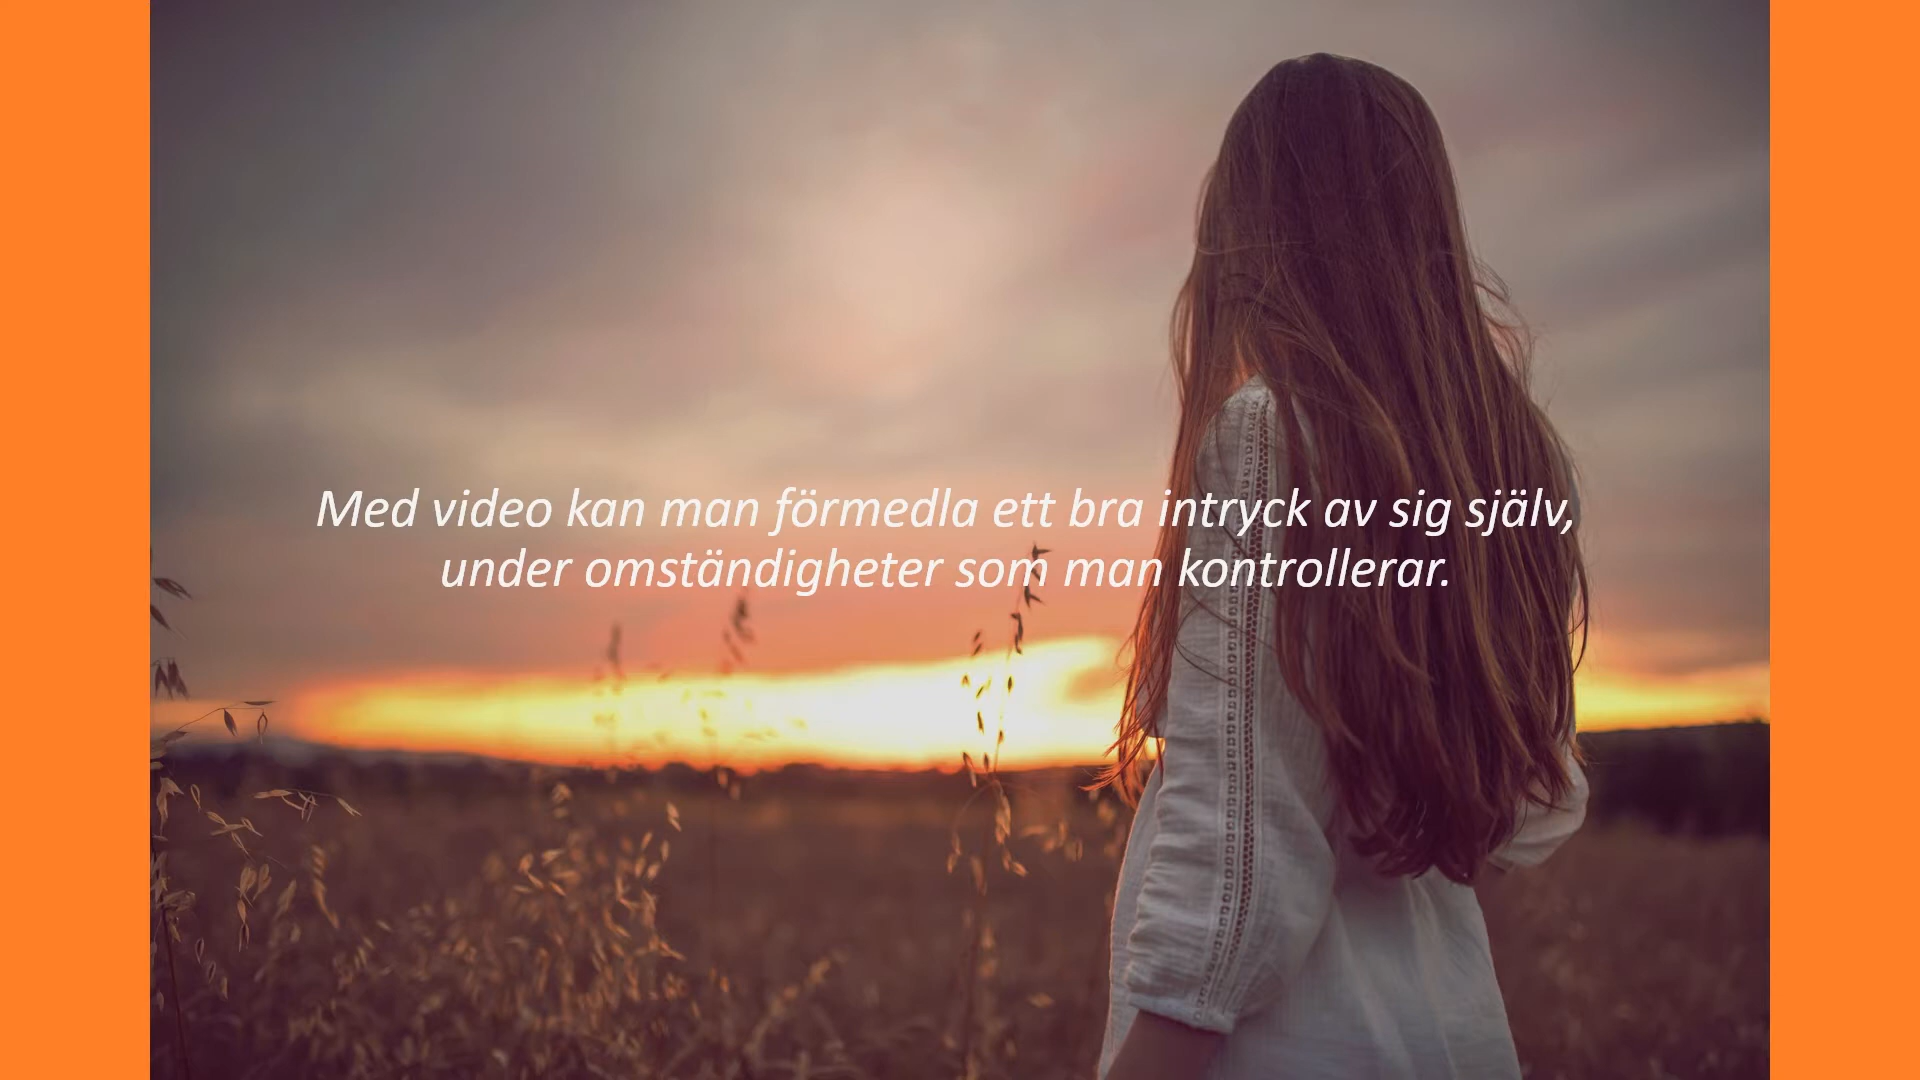 Med video kan man förmedla ett bra intryck av sig själv,
under omständigheter som man kontrollerar.